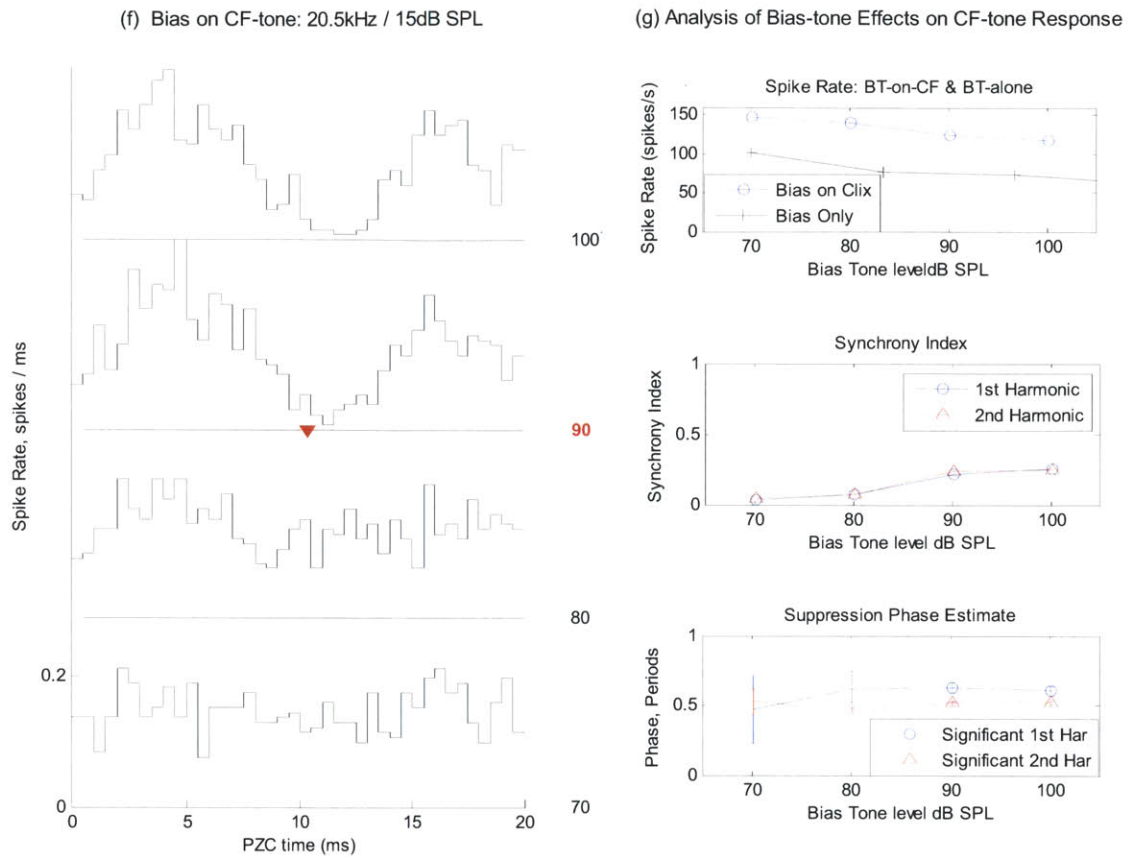 (f) Bias on CF-tone: 20.5kHz / 15dB SPL
Spike Rate, spikes / ms
100
90
80
0.2
0
70
0
5
10
15
20
PZC time (ms)
(g) Analysis of Bias-tone Effects on CF-tone Response
Spike Rate: BT-on-CF & BT-alone
Spike Rate (spikes/s)
150
100
50
0
Bias on Clix
Bias Only
70
80
90
100
Bias Tone leveldB SPL
Synchrony Index
Synchrony Index
1
0.5
0
1st Harmonic
2nd Harmonic
70
80
90
100
Bias Tone level dB SPL
Suppression Phase Estimate
Phase, Periods
1
0.5
0
Significant 1st Har
Significant 2nd Har
70
80
90
100
Bias Tone level dB SPL